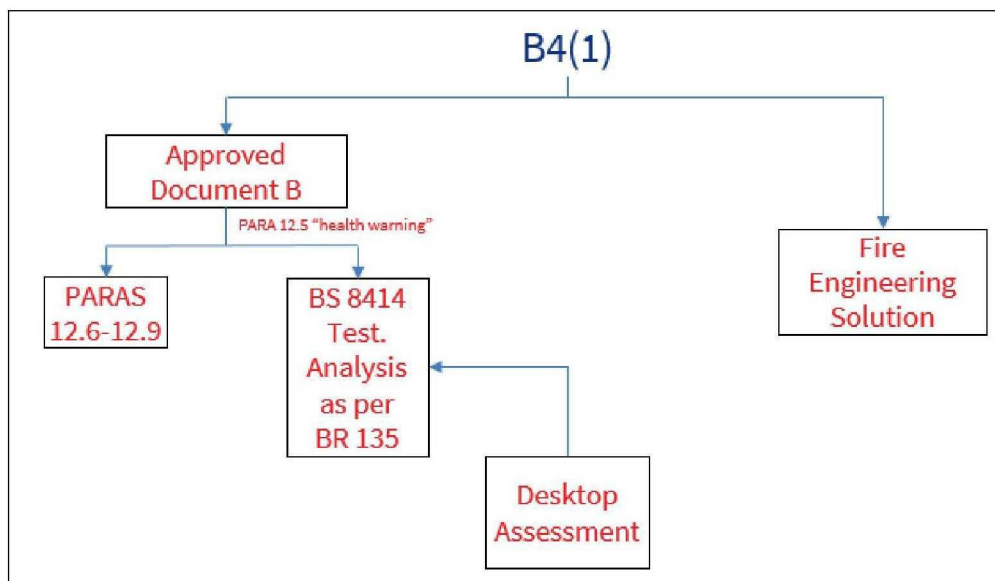 B4(1)
Approved
Document B
PARA 12.5 “health warning”
PARAS
12.6-12.9
BS 8414
Test.
Analysis
as per
BR 135
Fire
Engineering
Solution
Desktop
Assessment